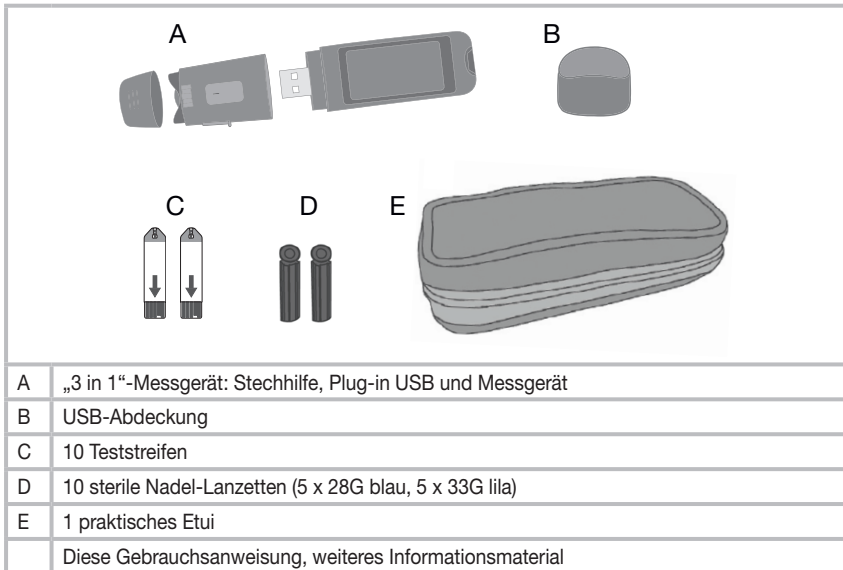 A
B
C
D
E
A „3 in 1“-Messgerät: Stechhilfe, Plug-in USB und Messgerät
B USB-Abdeckung
C 10 Teststreifen
D 10 sterile Nadel-Lanzetten (5 x 28G blau, 5 x 33G lila)
E 1 praktisches Etui
Diese Gebrauchsanweisung, weiteres Informationsmaterial